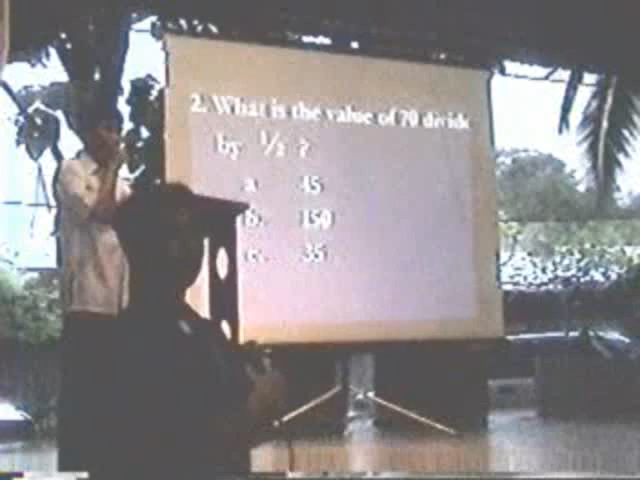 2. What is the value of 70 divide
by ½ ?
a. 45
b. 150
c. 35